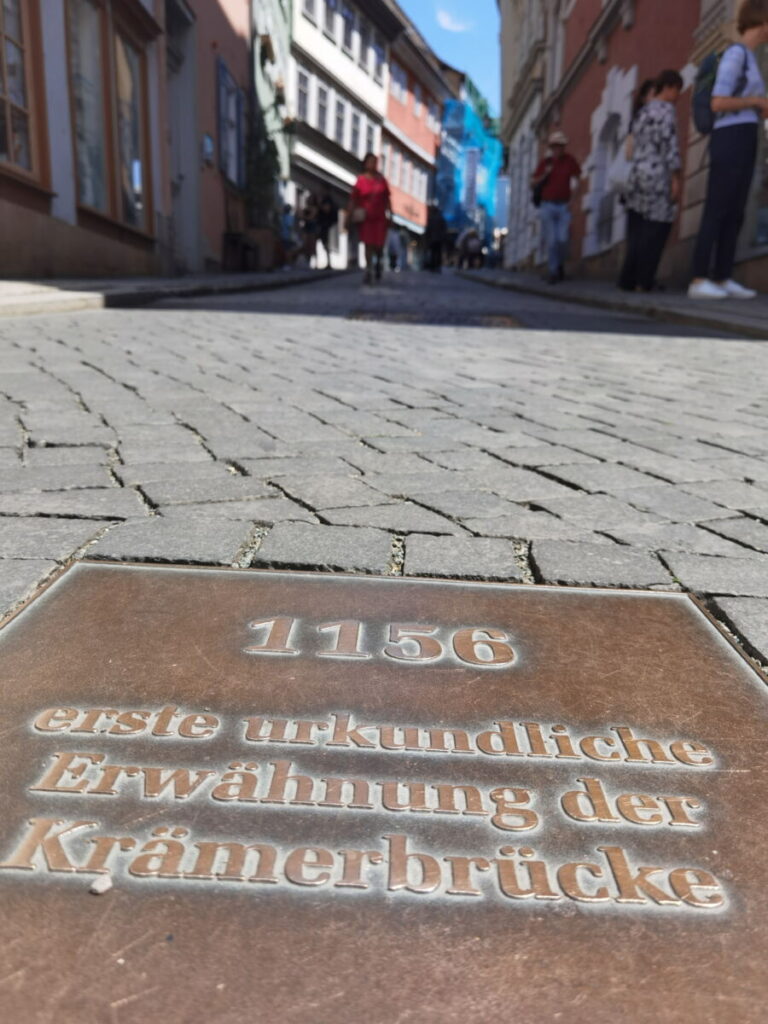 1156
erste urkundliche
Erwähnung der
Krämerbrücke